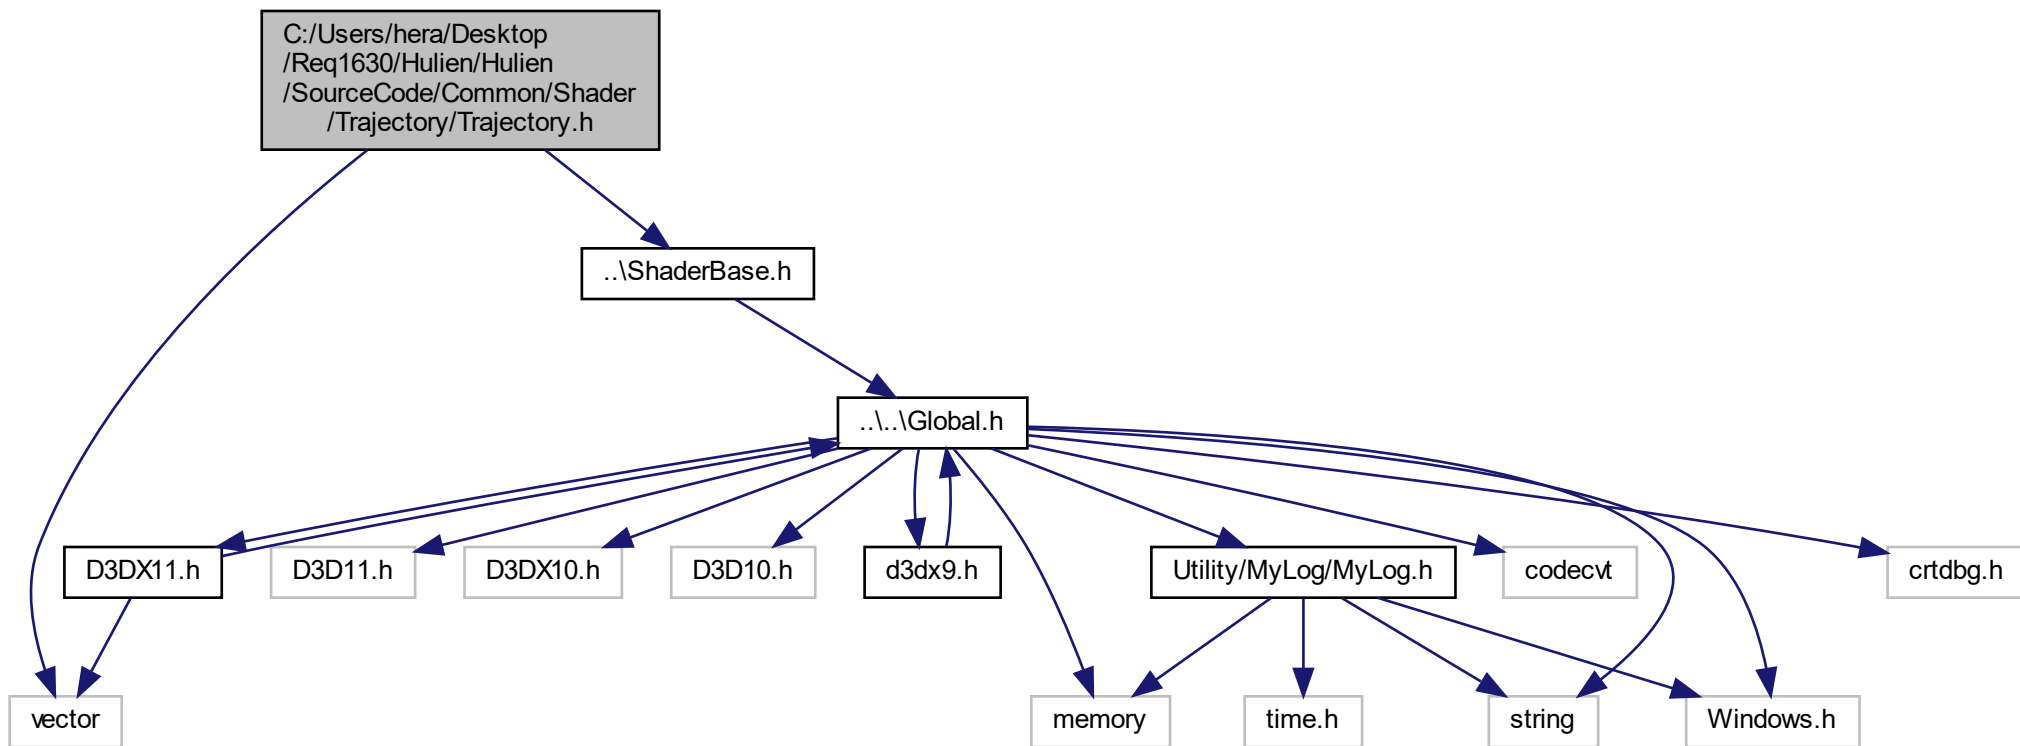 C:/Users/hera/Desktop
/Req1630/Hulien/Hulien
/SourceCode/Common/Shader
/Trajectory/Trajectory.h
..\ShaderBase.h
..\..\Global.h
D3DX11.h
D3D11.h
D3DX10.h
D3D10.h
d3dx9.h
Utility/MyLog/MyLog.h
codecvt
crtdbg.h
vector
memory
time.h
string
Windows.h